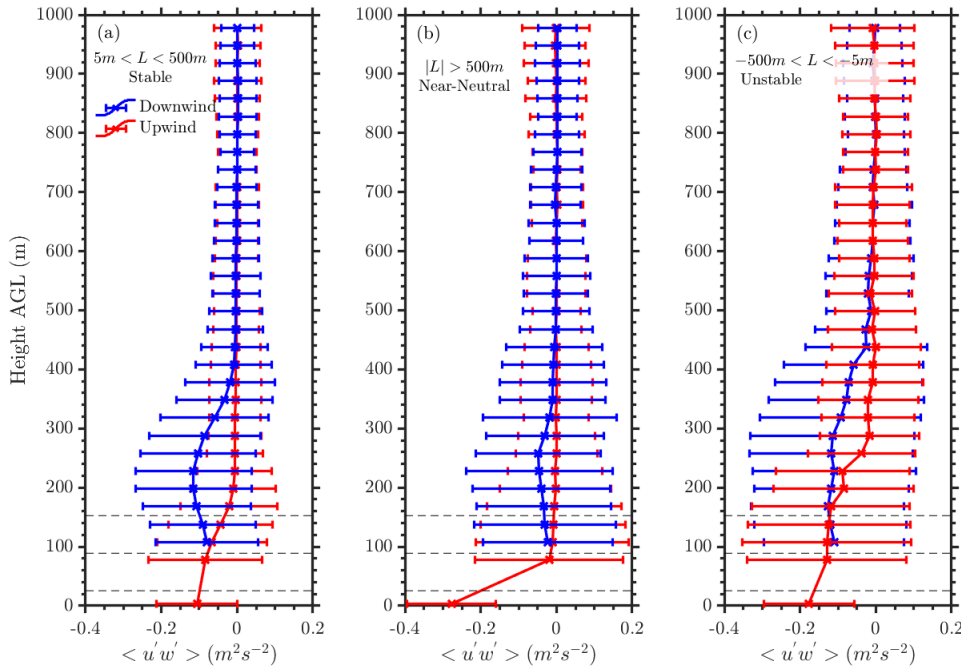 (a)
5m < L < 500m
Stable
Downwind
Upwind
(b)
|L| > 500m
Near-Neutral
(c)
−500m < L < −5m
Unstable
Height AGL (m)
1000
900
800
700
600
500
400
300
200
100
0
-0.4
-0.2
0
0.2
-0.4
-0.2
0
0.2
-0.4
-0.2
0
0.2
< u'w' > (m²s⁻²)
< u'w' > (m²s⁻²)
< u'w' > (m²s⁻²)